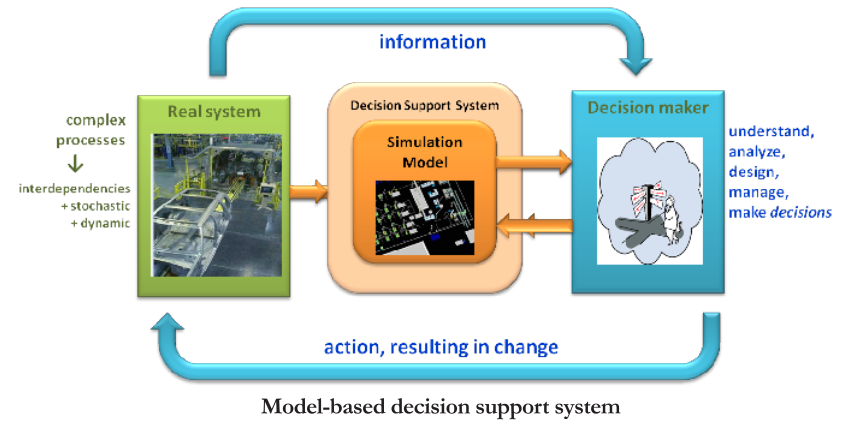 information
Real system
Decision Support System
Simulation
Model
Decision maker
complex
processes
↓
interdependencies
+ stochastic
+ dynamic
understand,
analyze,
design,
manage,
make decisions
action, resulting in change
Model-based decision support system